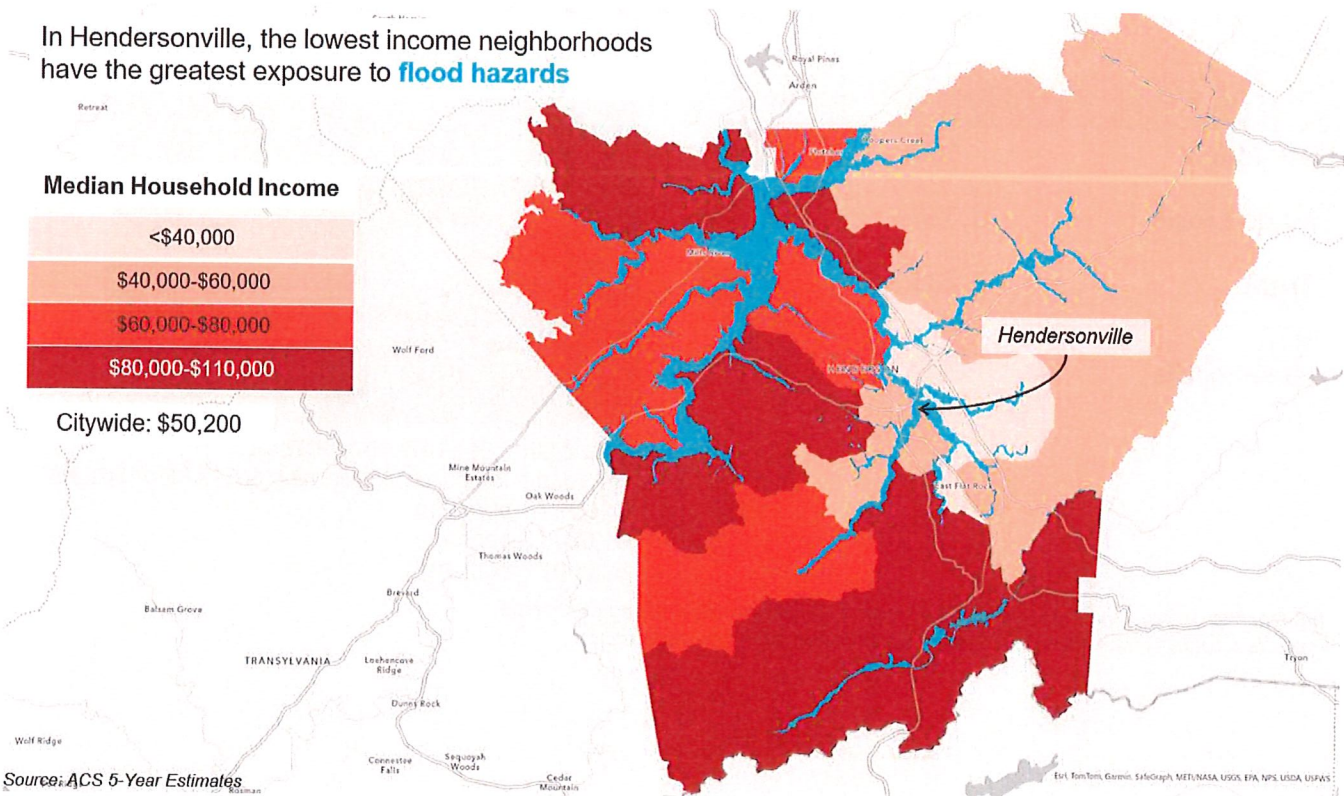 In Hendersonville, the lowest income neighborhoods
have the greatest exposure to flood hazards
Royal Pines
Arden
Retreat
Median Household Income
<$40,000
$40,000-$60,000
$60,000-$80,000
$80,000-$110,000
Citywide: $50,200
Mills River
Hendersonville
Wolf Ford
East Flat Rock
Mine Mountain
Estates
Oak Woods
Thomas Woods
Brevard
Balsam Grove
TRANSYLVANIA
Lochencove
Ridge
Tryon
Dunns Rock
Wolf Ridge
Connestee
Falls
Sequoyah
Woods
Cedar
Mountain
Source: ACS 5-Year Estimates
Rosman
Esri, TomTom, Garmin, SafeGraph, METI/NASA, USGS, EPA, NPS, USDA, USFWS